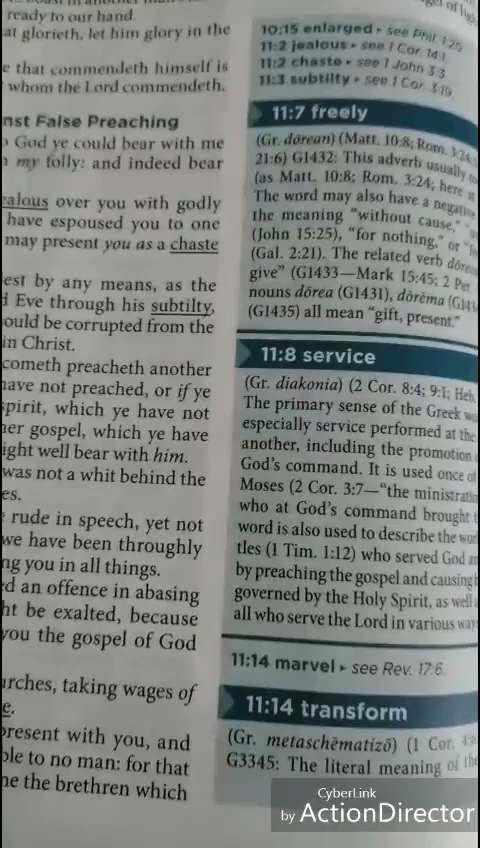 ready to our hand.
at glorieth, let him glory in the
e that commendeth himself is
whom the Lord commendeth.
nst False Preaching
God ye could bear with me
my folly: and indeed bear
ealous over you with godly
have espoused you to one
may present you as a chaste
est by any means, as the
d Eve through his subtilty,
ould be corrupted from the
in Christ.
cometh preacheth another
have not preached, or if ye
spirit, which ye have not
her gospel, which ye have
ight well bear with him.
was not a whit behind the
es.
rude in speech, yet not
we have been throughly
ng you in all things.
d an offence in abasing
ht be exalted, because
you the gospel of God
urches, taking wages of
e.
present with you, and
ble to no man: for that
me the brethren which
10:15 enlarged • see Phil. 1:20
11:2 jealous • see 1 Cor. 14:1
11:2 chaste • see 1 John 3:3
11:3 subtilty • see 1 Cor. 3:19
11:7 freely
(Gr. dōrean) (Matt. 10:8; Rom. 3:24;
21:6) G1432: This adverb usually
(as Matt. 10:8; Rom. 3:24; here
The word may also have a negative
the meaning "without cause,"
(John 15:25), "for nothing," or
(Gal. 2:21). The related verb
give" (G1433—Mark 15:45; 2 Pet
nouns dōrea (G1431), dōrēma
(G1435) all mean "gift, present."
11:8 service
(Gr. diakonia) (2 Cor. 8:4; 9:1; Heb.
The primary sense of the Greek
especially service performed at the
another, including the promotion
God's command. It is used once of
Moses (2 Cor. 3:7—"the ministration
who at God's command brought
word is also used to describe the
tles (1 Tim. 1:12) who served God
by preaching the gospel and causing
governed by the Holy Spirit, as well
all who serve the Lord in various
11:14 marvel • see Rev. 17:6.
11:14 transform
(Gr. metaschēmatizō) (1 Cor.
G3345: The literal meaning of the
CyberLink
by ActionDirector